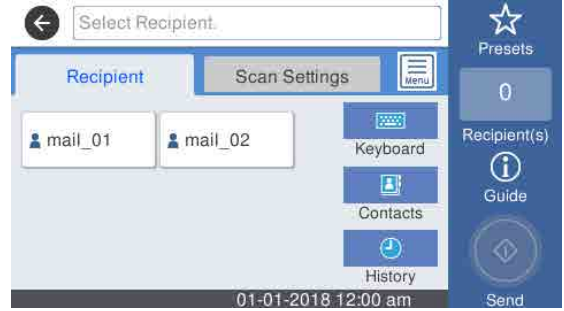 Select Recipient.
Presets
Recipient
Scan Settings
Menu
0
Recipient(s)
mail_01
mail_02
Keyboard
Guide
Contacts
History
01-01-2018 12:00 am
Send